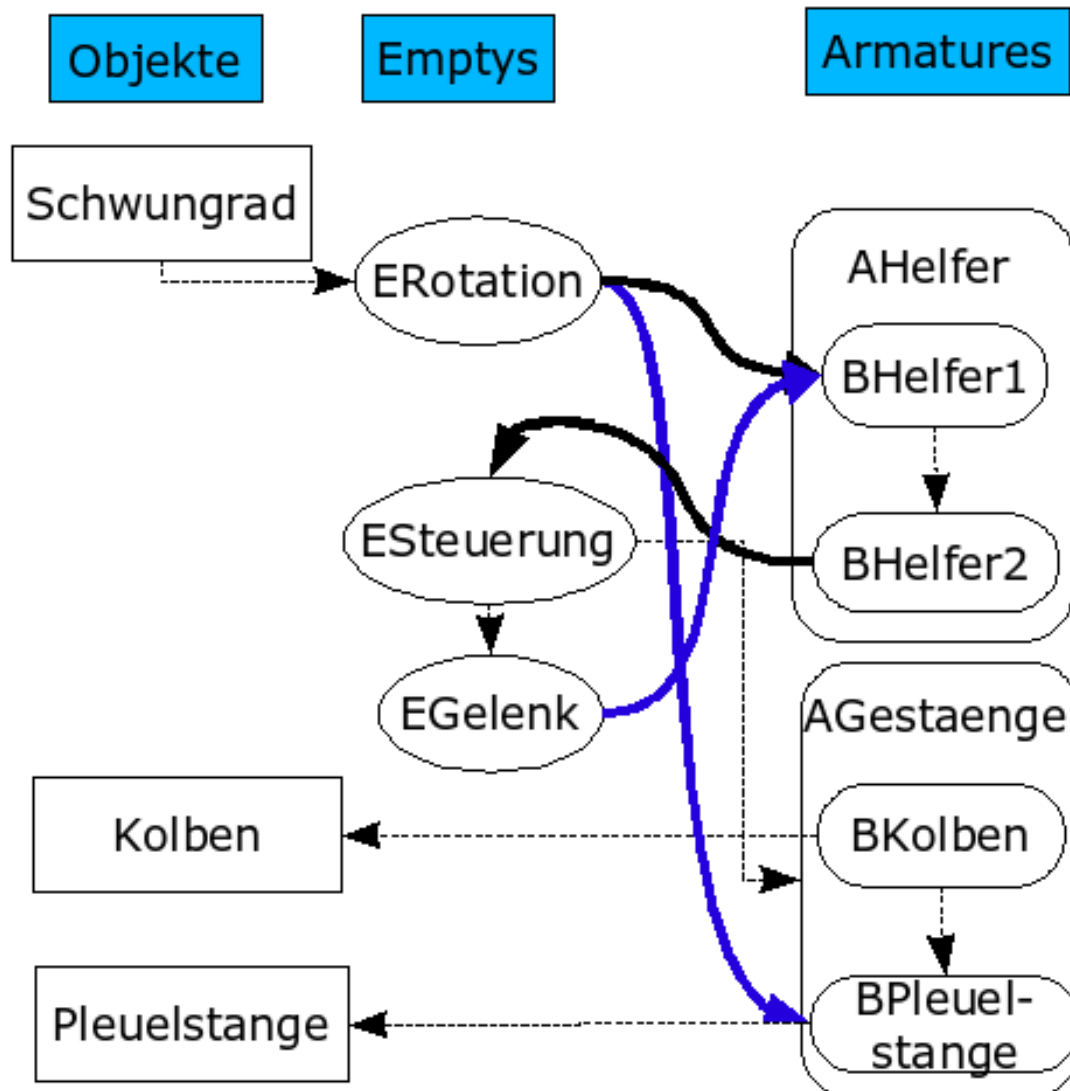 Objekte
Emptys
Armatures
Schwungrad
ERotation
AHelfer
BHelfer1
ESteuerung
BHelfer2
EGelenk
AGestaenge
Kolben
BKolben
Pleuelstange
BPleuel-
stange